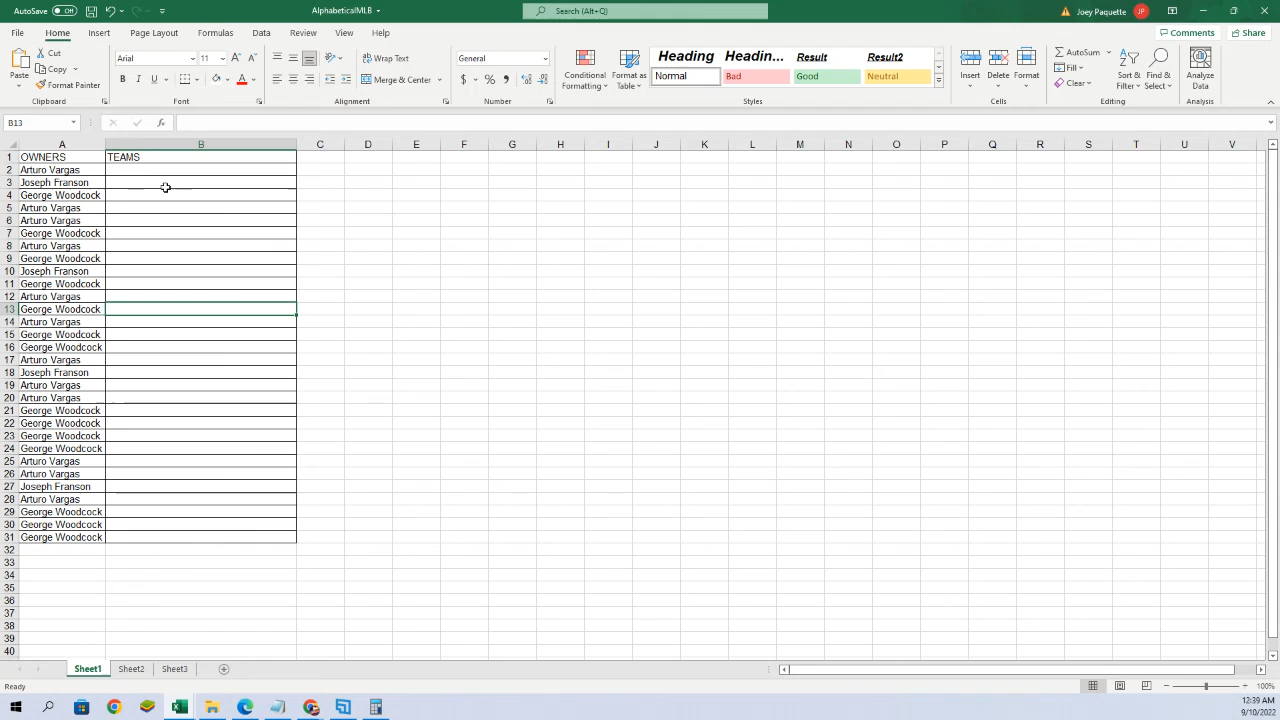 AutoSave Off AlphabeticalMLB Search (Alt+Q) Joey Paquette JP
File Home Insert Page Layout Formulas Data Review View Help Comments Share
Paste Cut Copy Format Painter Clipboard
Arial 11 B I U A Font
Wrap Text Merge & Center Alignment
General $ % Number
Conditional Formatting Format as Table
Heading Headin... Result Result2
Normal Bad Good Neutral
Styles
Insert Delete Format Cells
AutoSum Fill Clear Sort & Filter Find & Select Editing
Analyze Data Analysis
B13 fx
A B C D E F G H I J K L M N O P Q R S T U V
1 OWNERS TEAMS
2 Arturo Vargas
3 Joseph Franson
4 George Woodcock
5 Arturo Vargas
6 Arturo Vargas
7 George Woodcock
8 Arturo Vargas
9 George Woodcock
10 Joseph Franson
11 George Woodcock
12 Arturo Vargas
13 George Woodcock
14 Arturo Vargas
15 George Woodcock
16 George Woodcock
17 Arturo Vargas
18 Joseph Franson
19 Arturo Vargas
20 Arturo Vargas
21 George Woodcock
22 George Woodcock
23 George Woodcock
24 George Woodcock
25 Arturo Vargas
26 Arturo Vargas
27 Joseph Franson
28 Arturo Vargas
29 George Woodcock
30 George Woodcock
31 George Woodcock
32
33
34
35
36
37
38
39
40
Sheet1 Sheet2 Sheet3
Ready 100%
12:39 AM
9/10/2022